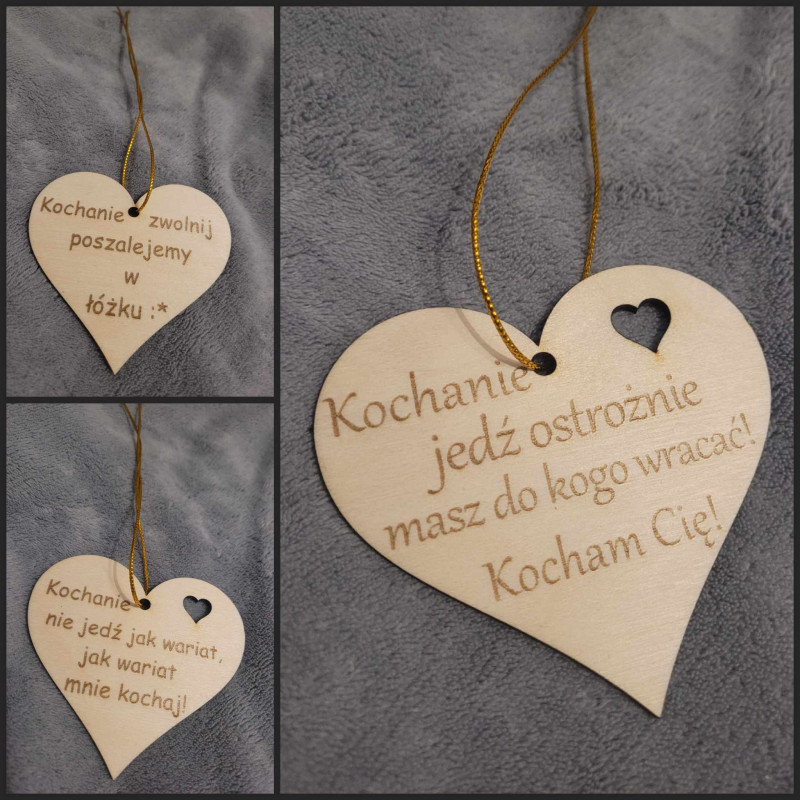 Kochanie zwolnij
poszalejemy
w
łóżku :*
Kochanie
nie jedź jak wariat,
jak wariat
mnie kochaj!
Kochanie
jedź ostrożnie
masz do kogo wracać!
Kocham Cię!